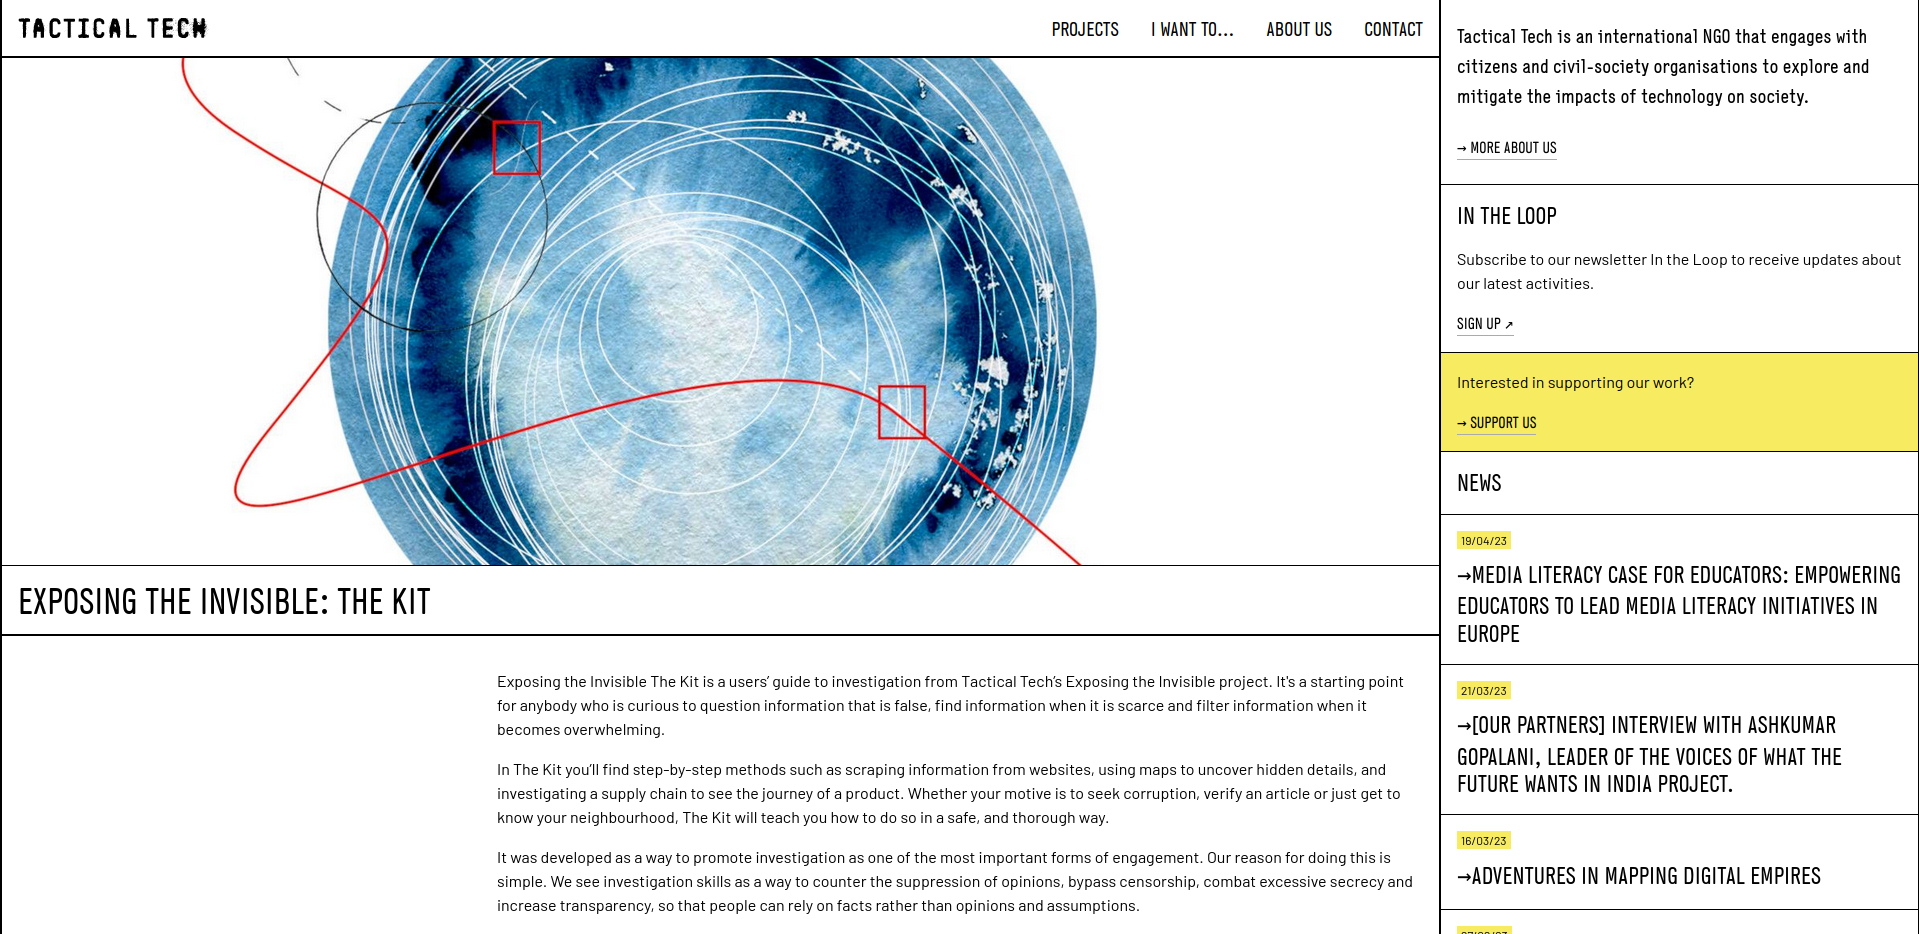 TACTICAL TECH
PROJECTS
I WANT TO...
ABOUT US
CONTACT
EXPOSING THE INVISIBLE: THE KIT
Exposing the Invisible The Kit is a users’ guide to investigation from Tactical Tech’s Exposing the Invisible project. It's a starting point
for anybody who is curious to question information that is false, find information when it is scarce and filter information when it
becomes overwhelming.
In The Kit you’ll find step-by-step methods such as scraping information from websites, using maps to uncover hidden details, and
investigating a supply chain to see the journey of a product. Whether your motive is to seek corruption, verify an article or just get to
know your neighbourhood, The Kit will teach you how to do so in a safe, and thorough way.
It was developed as a way to promote investigation as one of the most important forms of engagement. Our reason for doing this is
simple. We see investigation skills as a way to counter the suppression of opinions, bypass censorship, combat excessive secrecy and
increase transparency, so that people can rely on facts rather than opinions and assumptions.
Tactical Tech is an international NGO that engages with
citizens and civil-society organisations to explore and
mitigate the impacts of technology on society.
→ MORE ABOUT US
IN THE LOOP
Subscribe to our newsletter In the Loop to receive updates about
our latest activities.
SIGN UP ↗
Interested in supporting our work?
→ SUPPORT US
NEWS
19/04/23
→MEDIA LITERACY CASE FOR EDUCATORS: EMPOWERING
EDUCATORS TO LEAD MEDIA LITERACY INITIATIVES IN
EUROPE
21/03/23
→[OUR PARTNERS] INTERVIEW WITH ASHKUMAR
GOPALANI, LEADER OF THE VOICES OF WHAT THE
FUTURE WANTS IN INDIA PROJECT.
16/03/23
→ADVENTURES IN MAPPING DIGITAL EMPIRES